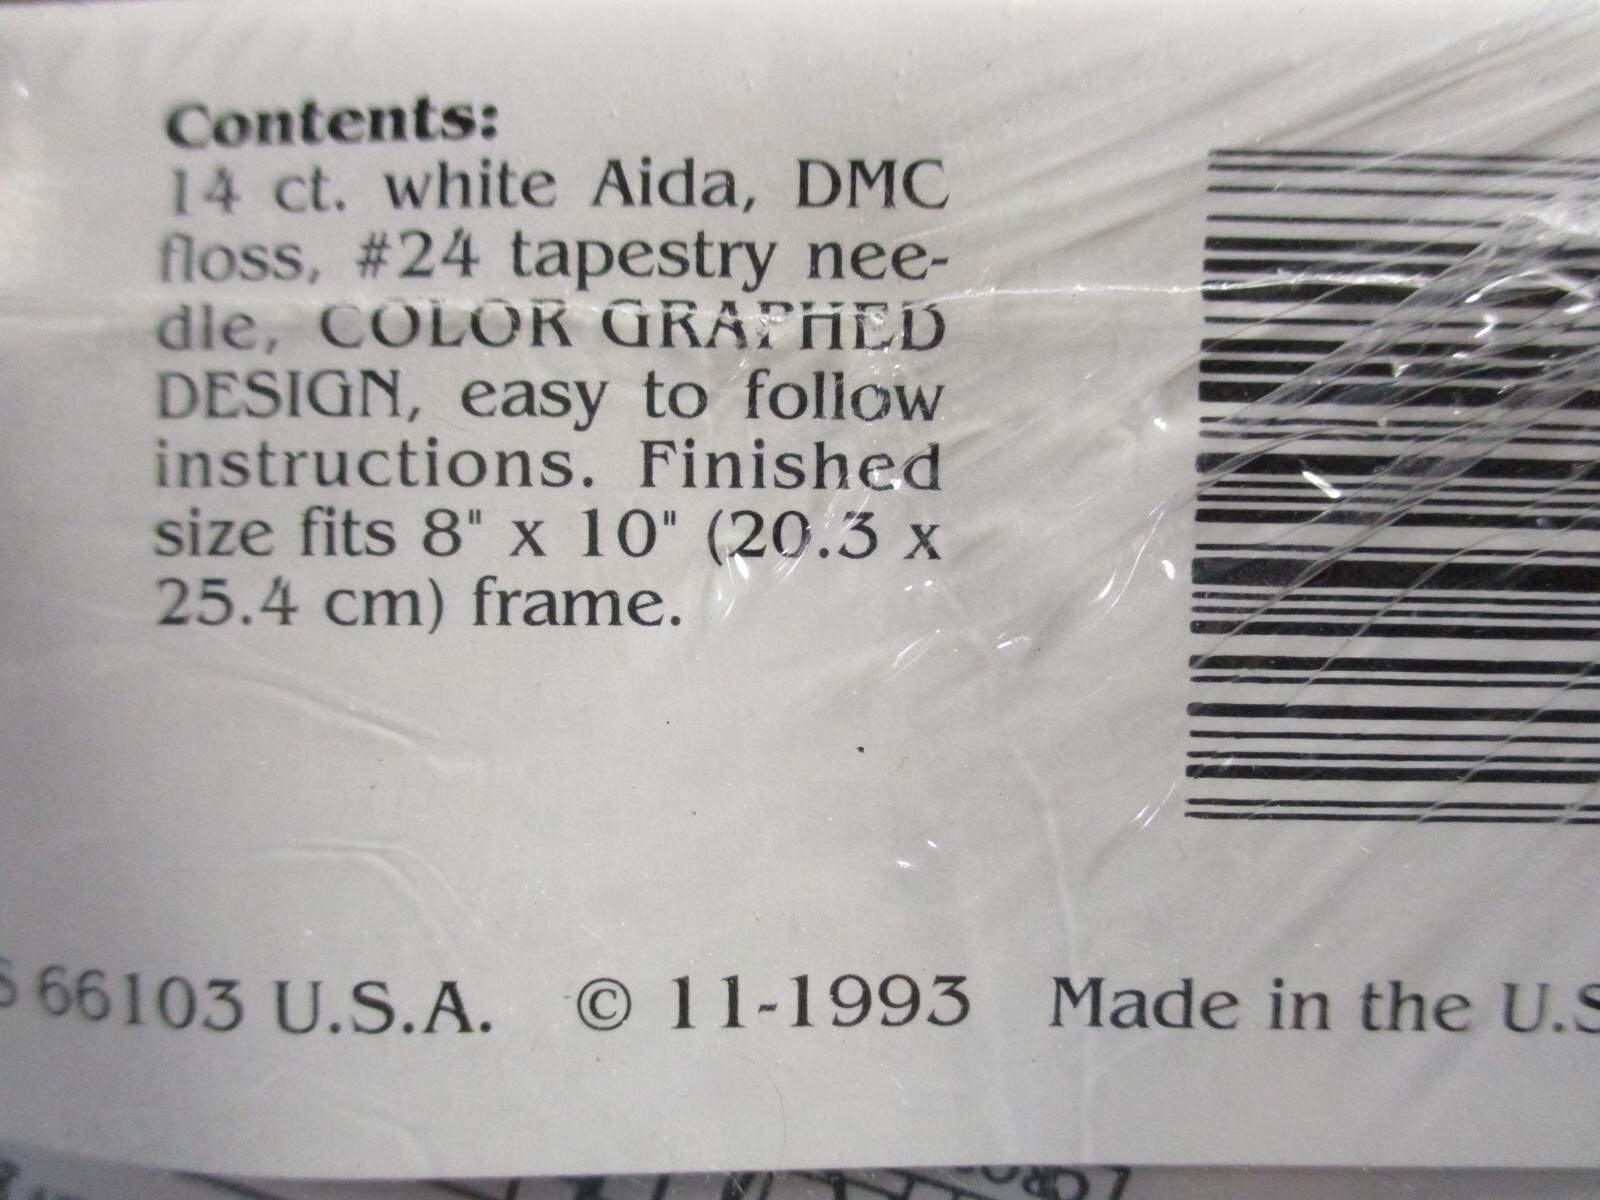 Contents:
14 ct. white Aida, DMC
floss, #24 tapestry nee-
dle, COLOR GRAPHED
DESIGN, easy to follow
instructions. Finished
size fits 8" x 10" (20.3 x
25.4 cm) frame.
S 66103 U.S.A. © 11-1993 Made in the U.S